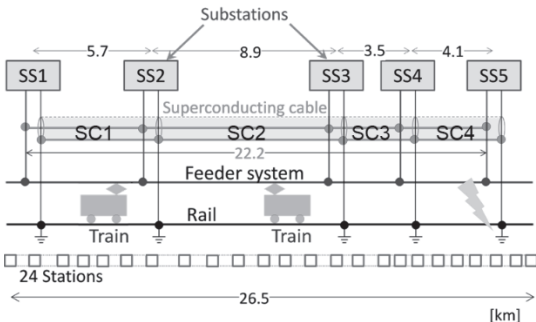 Substations
5.7 8.9 3.5 4.1
SS1 SS2 SS3 SS4 SS5
Superconducting cable
SC1 SC2 SC3 SC4
22.2
Feeder system
Rail
Train Train
24 Stations
26.5
[km]